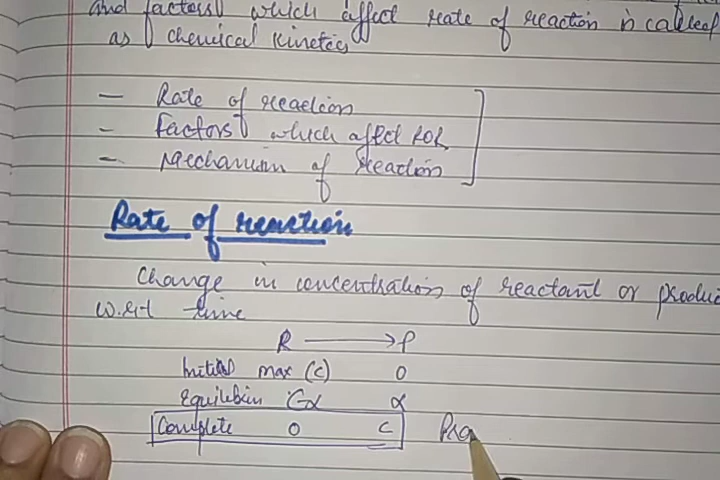 and factors which affect rate of reaction is called
as chemical kinetics
— Rate of reaction
- Factors which affect ROR
- Mechanism of reaction
Rate of reaction
Change in concentration of reactant or produc
w.r.t time
R ⟶ P
Initial max (c) 0
Equilibrium C-α α
Complete 0 C Pro